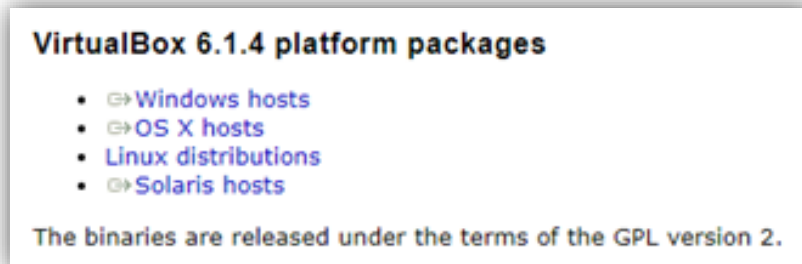 VirtualBox 6.1.4 platform packages
Windows hosts
OS X hosts
Linux distributions
Solaris hosts
The binaries are released under the terms of the GPL version 2.